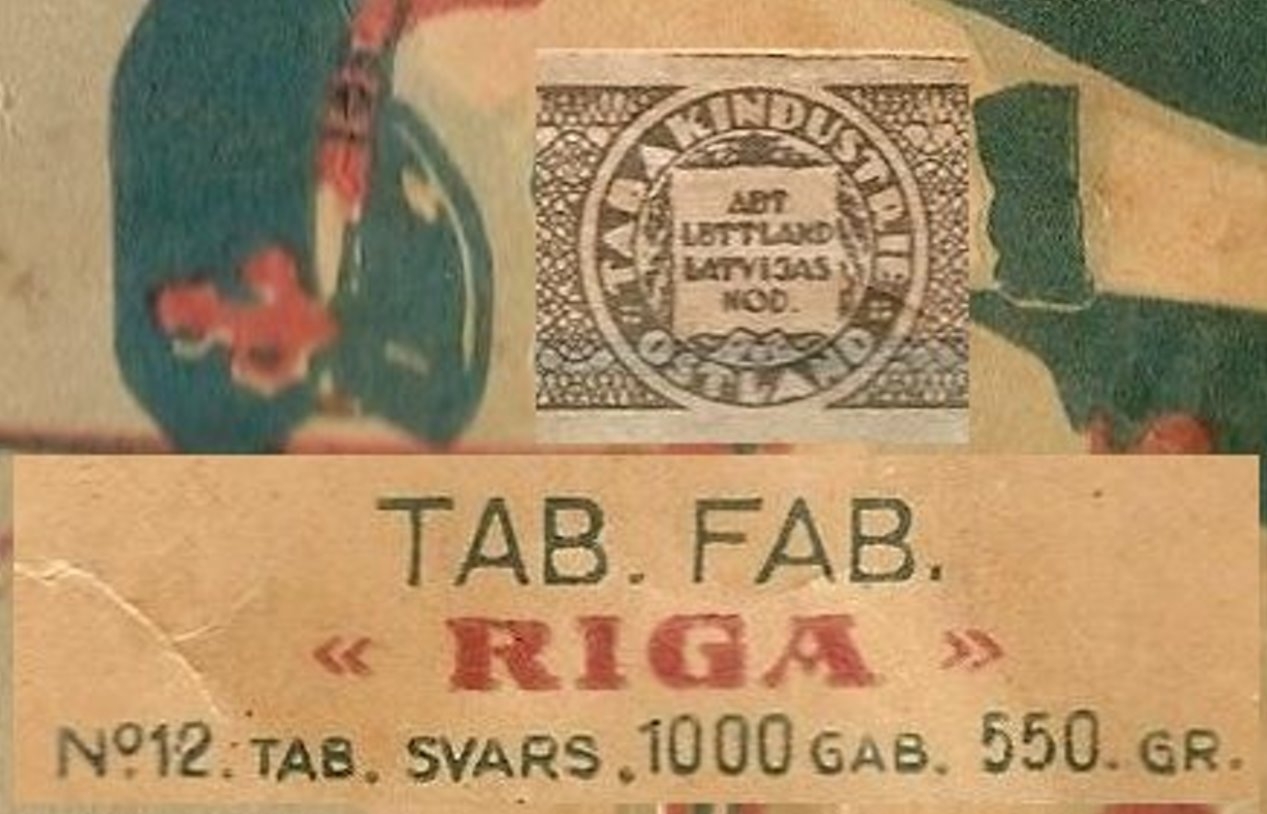 TABAKINDUSTRIE
ABT
LETTLAND
LATVIJAS
NOD.
OSTLAND
TAB. FAB.
« RIGA »
Nº12. TAB. SVARS. 1000 GAB. 550. GR.